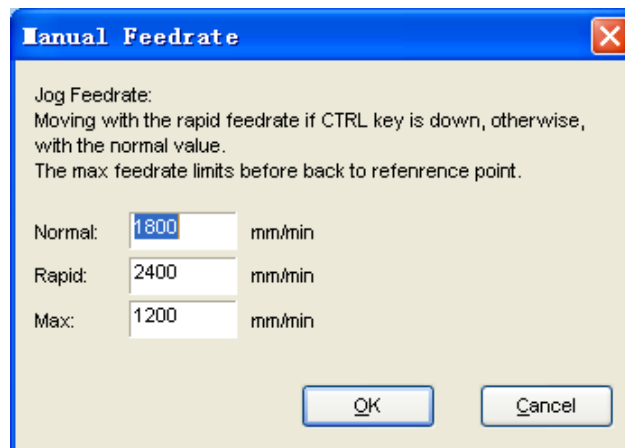 Manual Feedrate
Jog Feedrate:
Moving with the rapid feedrate if CTRL key is down, otherwise,
with the normal value.
The max feedrate limits before back to refenrence point.
Normal: 1800 mm/min
Rapid: 2400 mm/min
Max: 1200 mm/min
OK Cancel